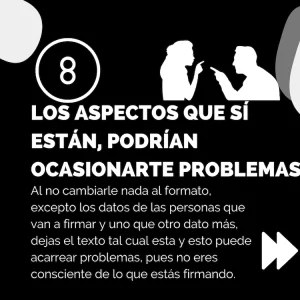 8
LOS ASPECTOS QUE SÍ
ESTÁN, PODRÍAN
OCASIONARTE PROBLEMAS
Al no cambiarle nada al formato,
excepto los datos de las personas que
van a firmar y uno que otro dato más,
dejas el texto tal cual esta y esto puede
acarrear problemas, pues no eres
consciente de lo que estás firmando.